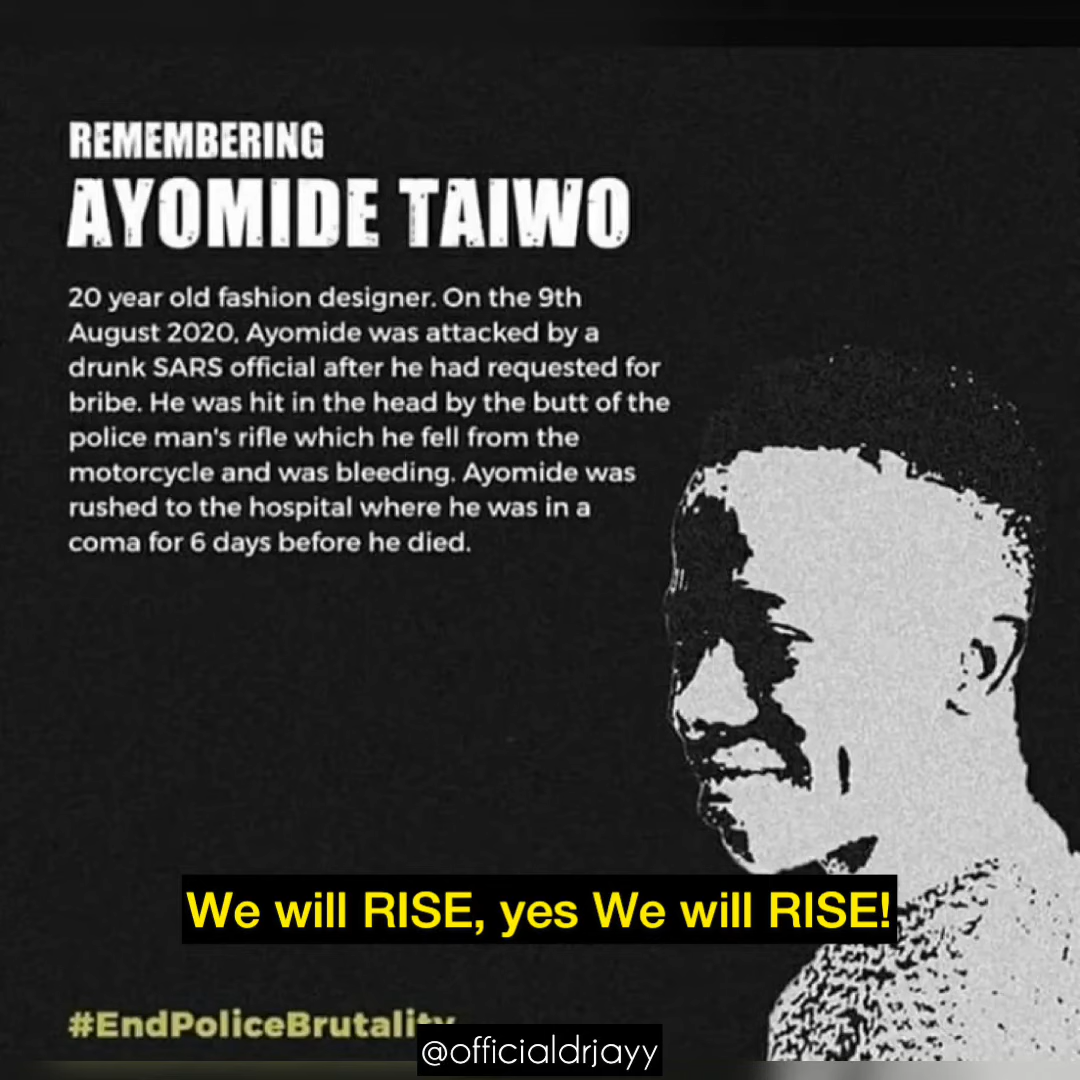 REMEMBERING
AYOMIDE TAIWO
20 year old fashion designer. On the 9th
August 2020, Ayomide was attacked by a
drunk SARS official after he had requested for
bribe. He was hit in the head by the butt of the
police man's rifle which he fell from the
motorcycle and was bleeding. Ayomide was
rushed to the hospital where he was in a
coma for 6 days before he died.
We will RISE, yes We will RISE!
#EndPoliceBrutality
@officialdrjayy